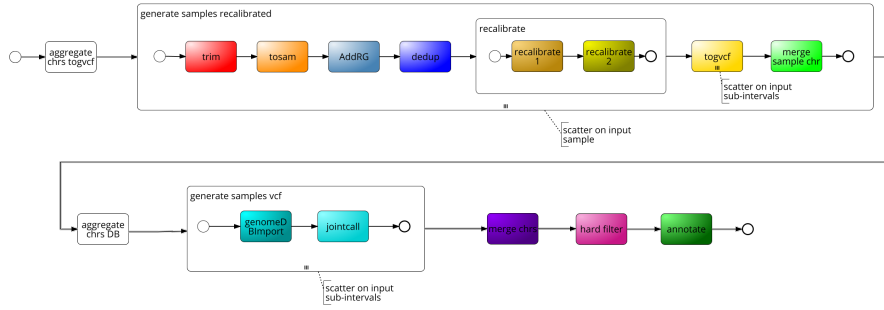 generate samples recalibrated
recalibrate
aggregate
chrs togvcf
trim
tosam
AddRG
dedup
recalibrate
1
recalibrate
2
togvcf
merge
sample chr
scatter on input
sub-intervals
scatter on input
sample
generate samples vcf
aggregate
chrs DB
genomeD
BImport
jointcall
merge chrs
hard filter
annotate
scatter on input
sub-intervals